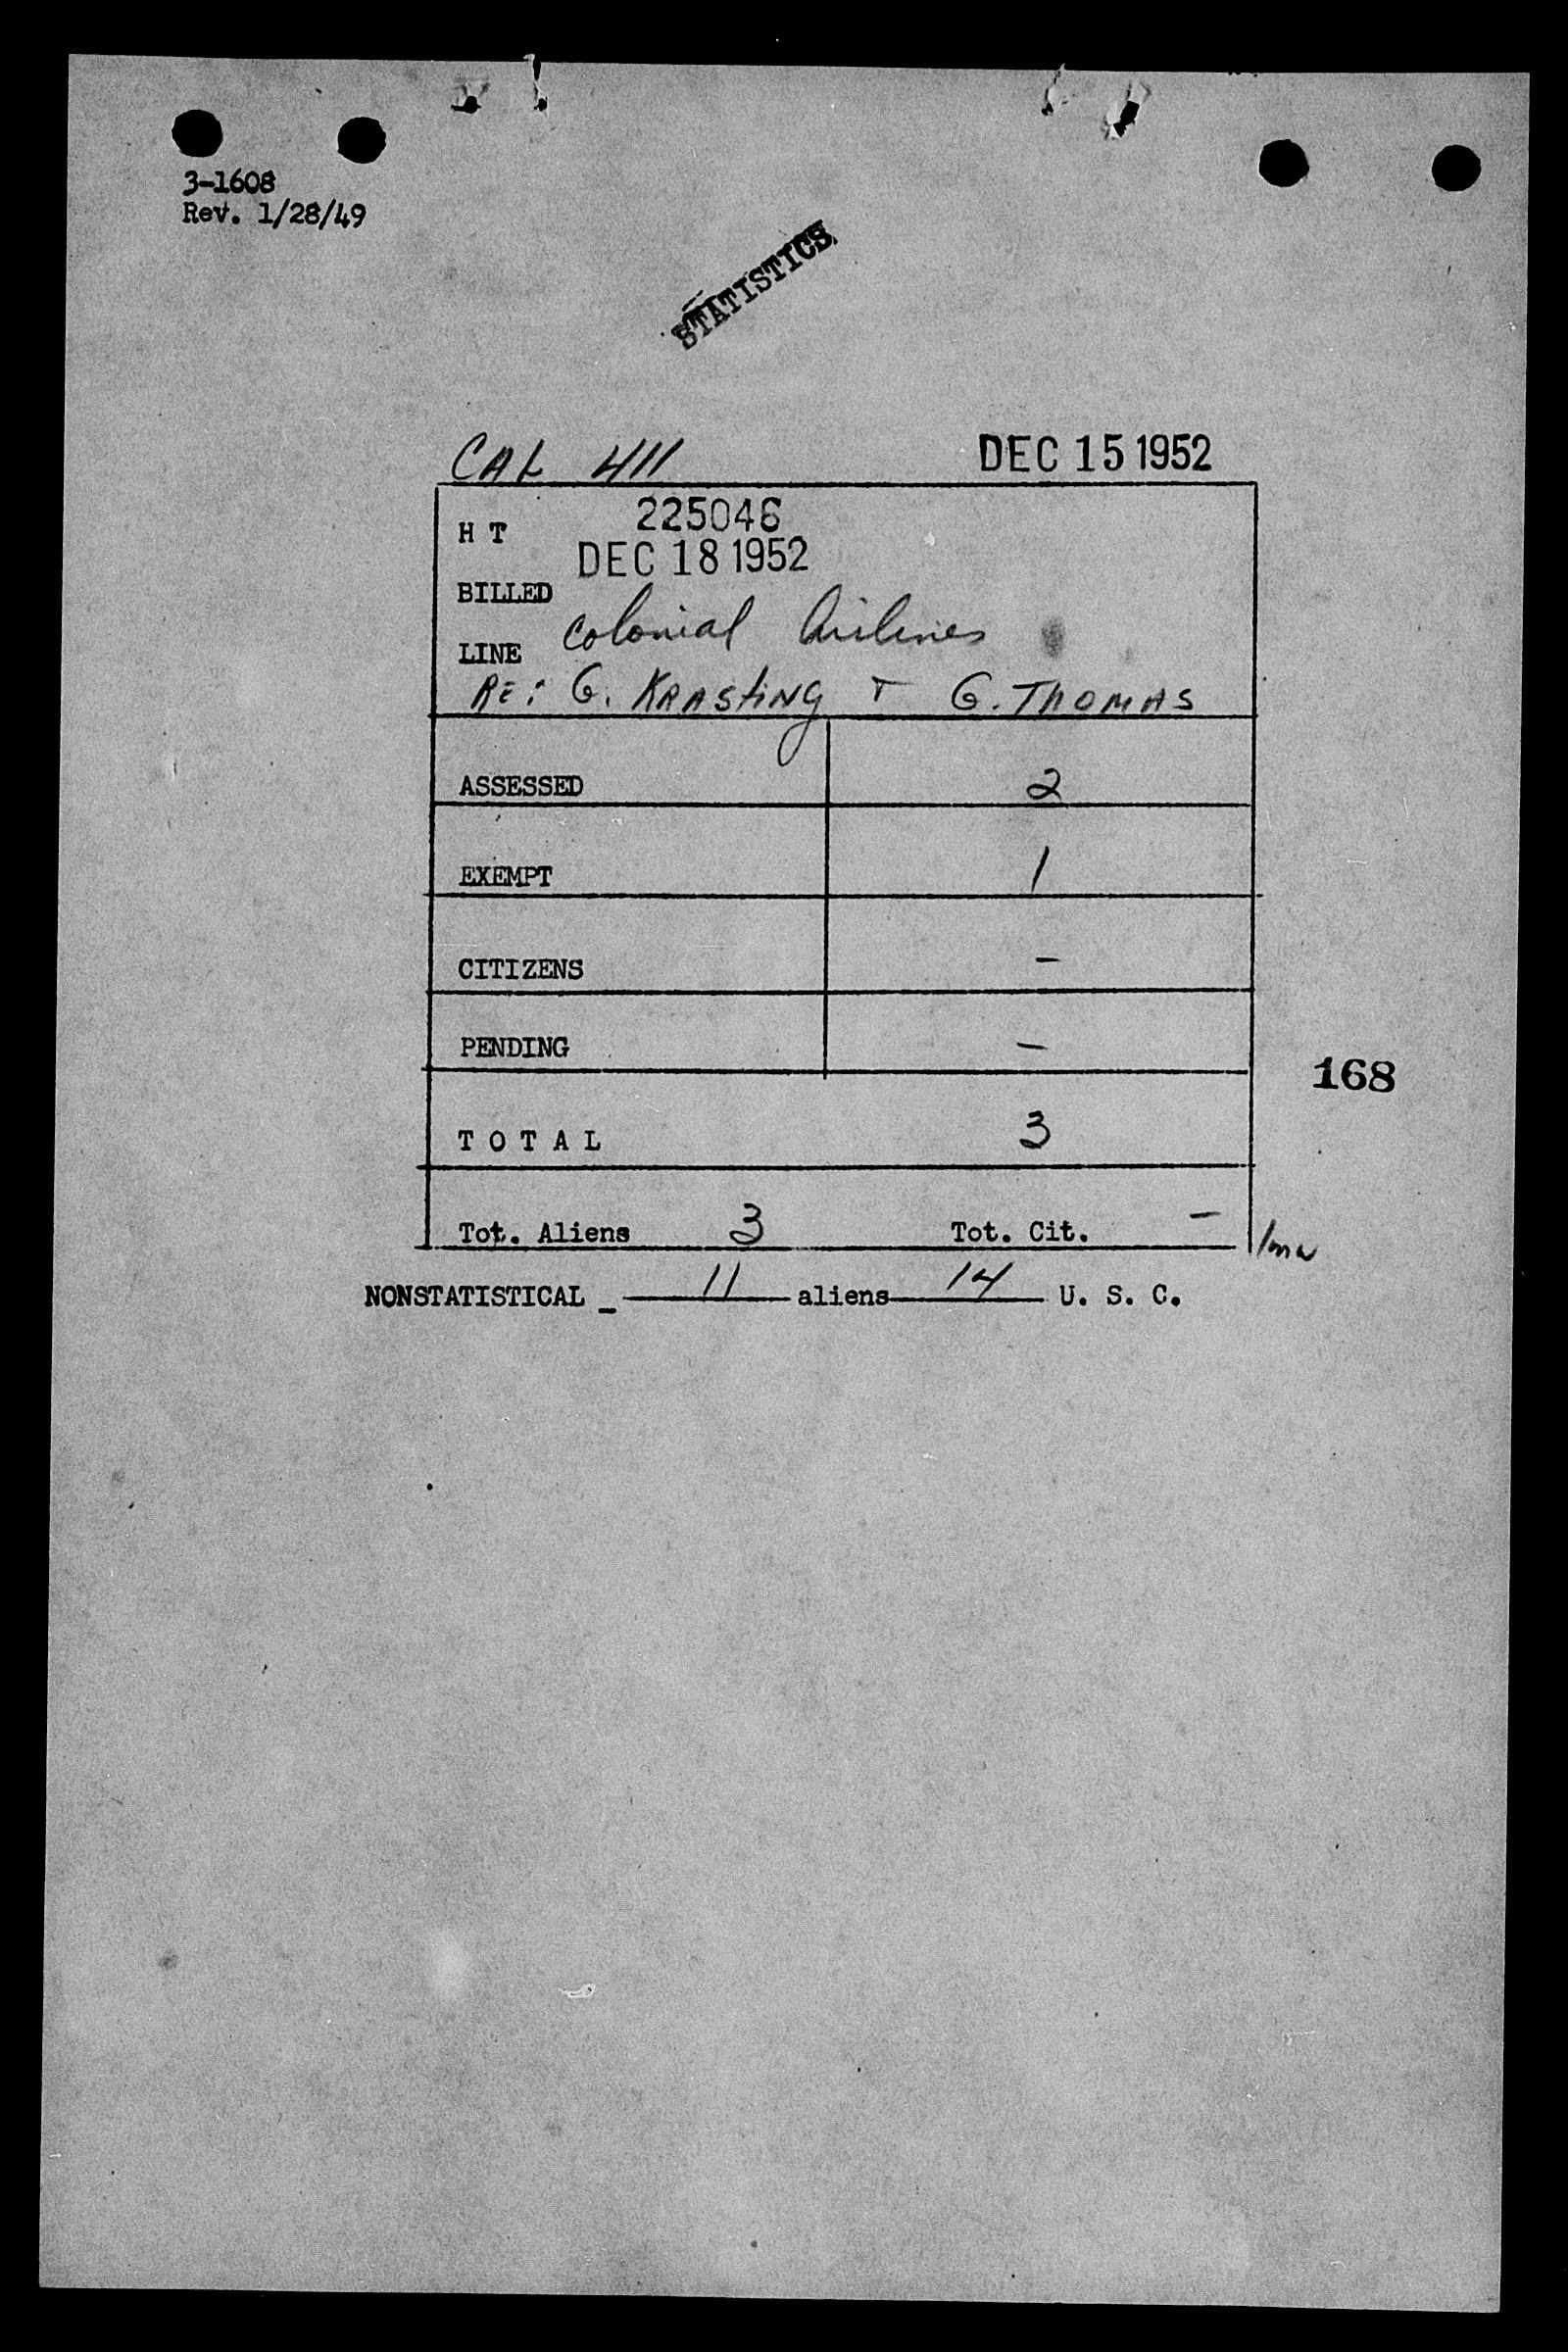 3-1608
Rev. 1/28/49
STATISTICS
CAL 411 DEC 15 1952
H T 225046
DEC 18 1952
BILLED
LINE Colonial Airlines
RE: G. KRASTING + G. THOMAS
ASSESSED 2
EXEMPT 1
CITIZENS -
PENDING -
168
T O T A L 3
Tot. Aliens 3 Tot. Cit. -
NONSTATISTICAL _ 11 aliens 14 U. S. C.